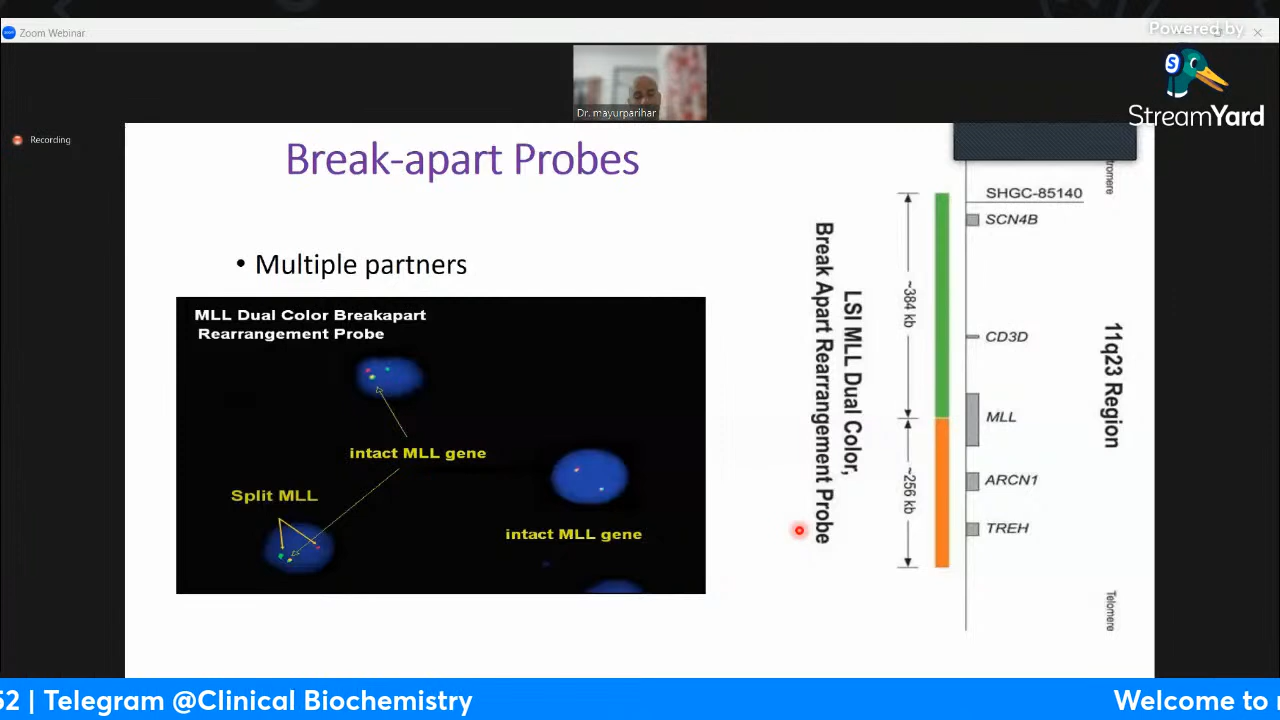 Zoom Webinar
Powered by
StreamYard
Dr. mayurparihar
Recording
Break-apart Probes
• Multiple partners
MLL Dual Color Breakapart
Rearrangement Probe
intact MLL gene
Split MLL
intact MLL gene
LSI MLL Dual Color,
Break Apart Rearrangement Probe
~384 kb
~256 kb
SHGC-85140
SCN4B
CD3D
MLL
ARCN1
TREH
11q23 Region
Telomere
52 | Telegram @Clinical Biochemistry
Welcome to